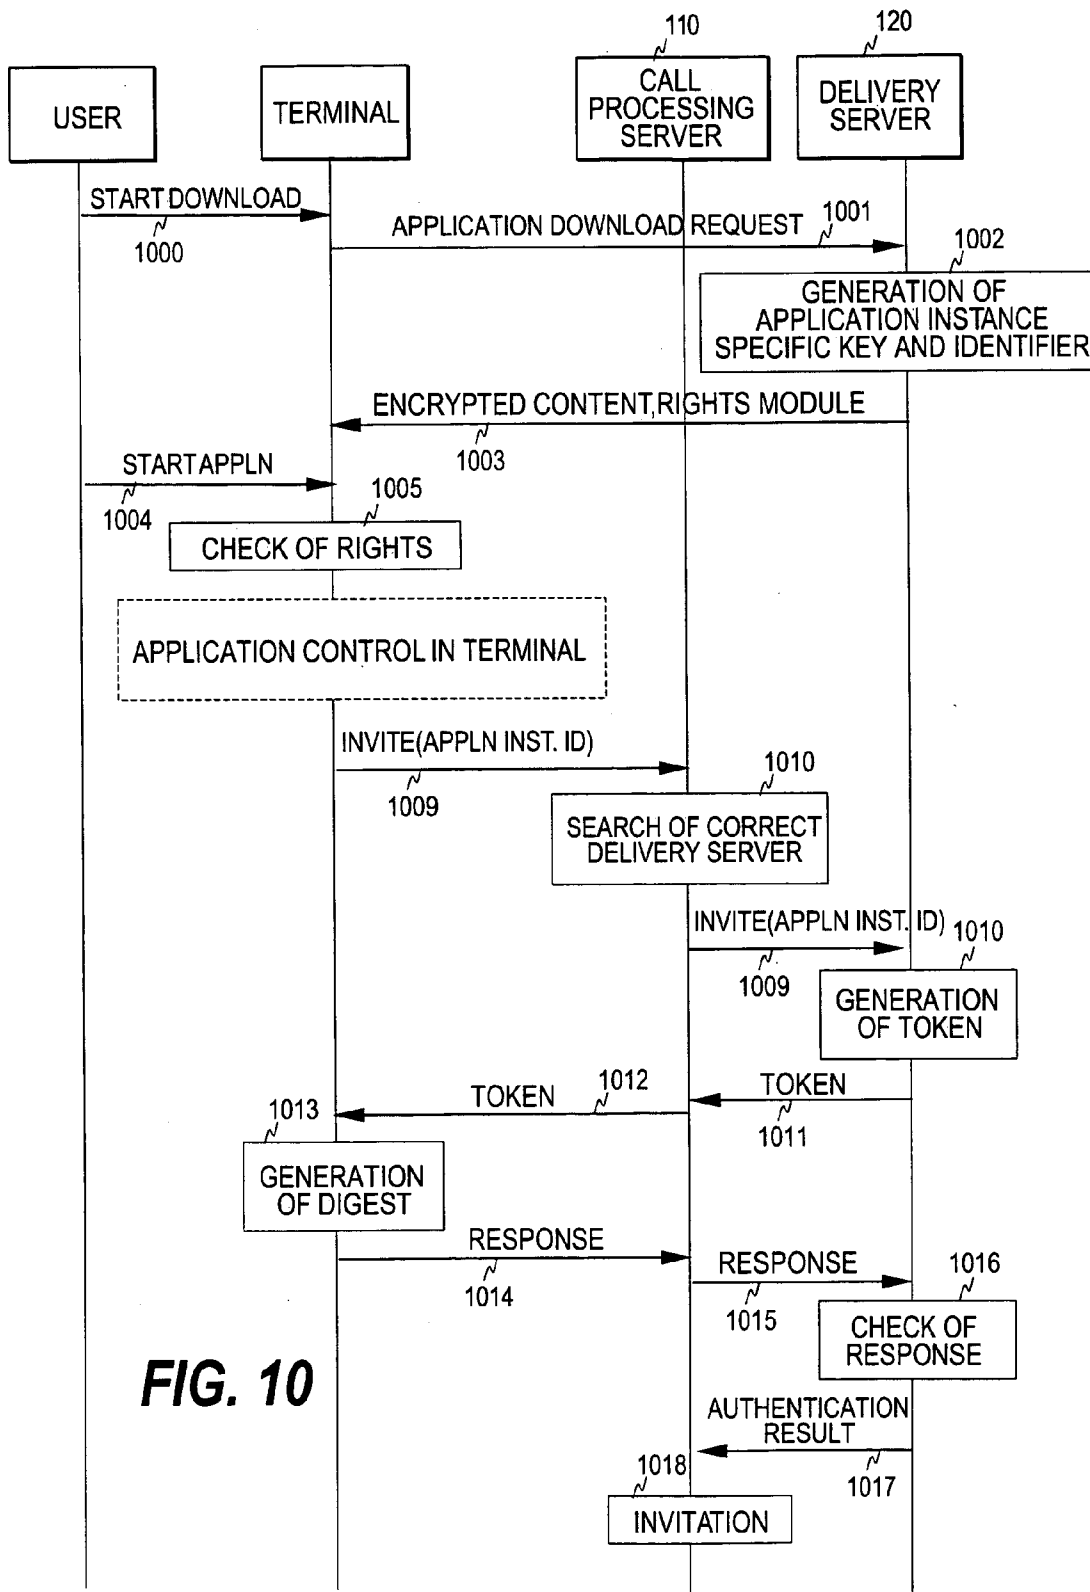 110
120
USER
TERMINAL
CALL
PROCESSING
SERVER
DELIVERY
SERVER
START DOWNLOAD
1000
APPLICATION DOWNLOAD REQUEST
1001
1002
GENERATION OF
APPLICATION INSTANCE
SPECIFIC KEY AND IDENTIFIER
ENCRYPTED CONTENT,RIGHTS MODULE
1003
START APPLN
1004
1005
CHECK OF RIGHTS
APPLICATION CONTROL IN TERMINAL
INVITE(APPLN INST. ID)
1009
1010
SEARCH OF CORRECT
DELIVERY SERVER
INVITE(APPLN INST. ID)
1009
1010
GENERATION
OF TOKEN
TOKEN
1011
TOKEN
1012
1013
GENERATION
OF DIGEST
RESPONSE
1014
RESPONSE
1015
1016
CHECK OF
RESPONSE
FIG. 10
AUTHENTICATION
RESULT
1017
1018
INVITATION